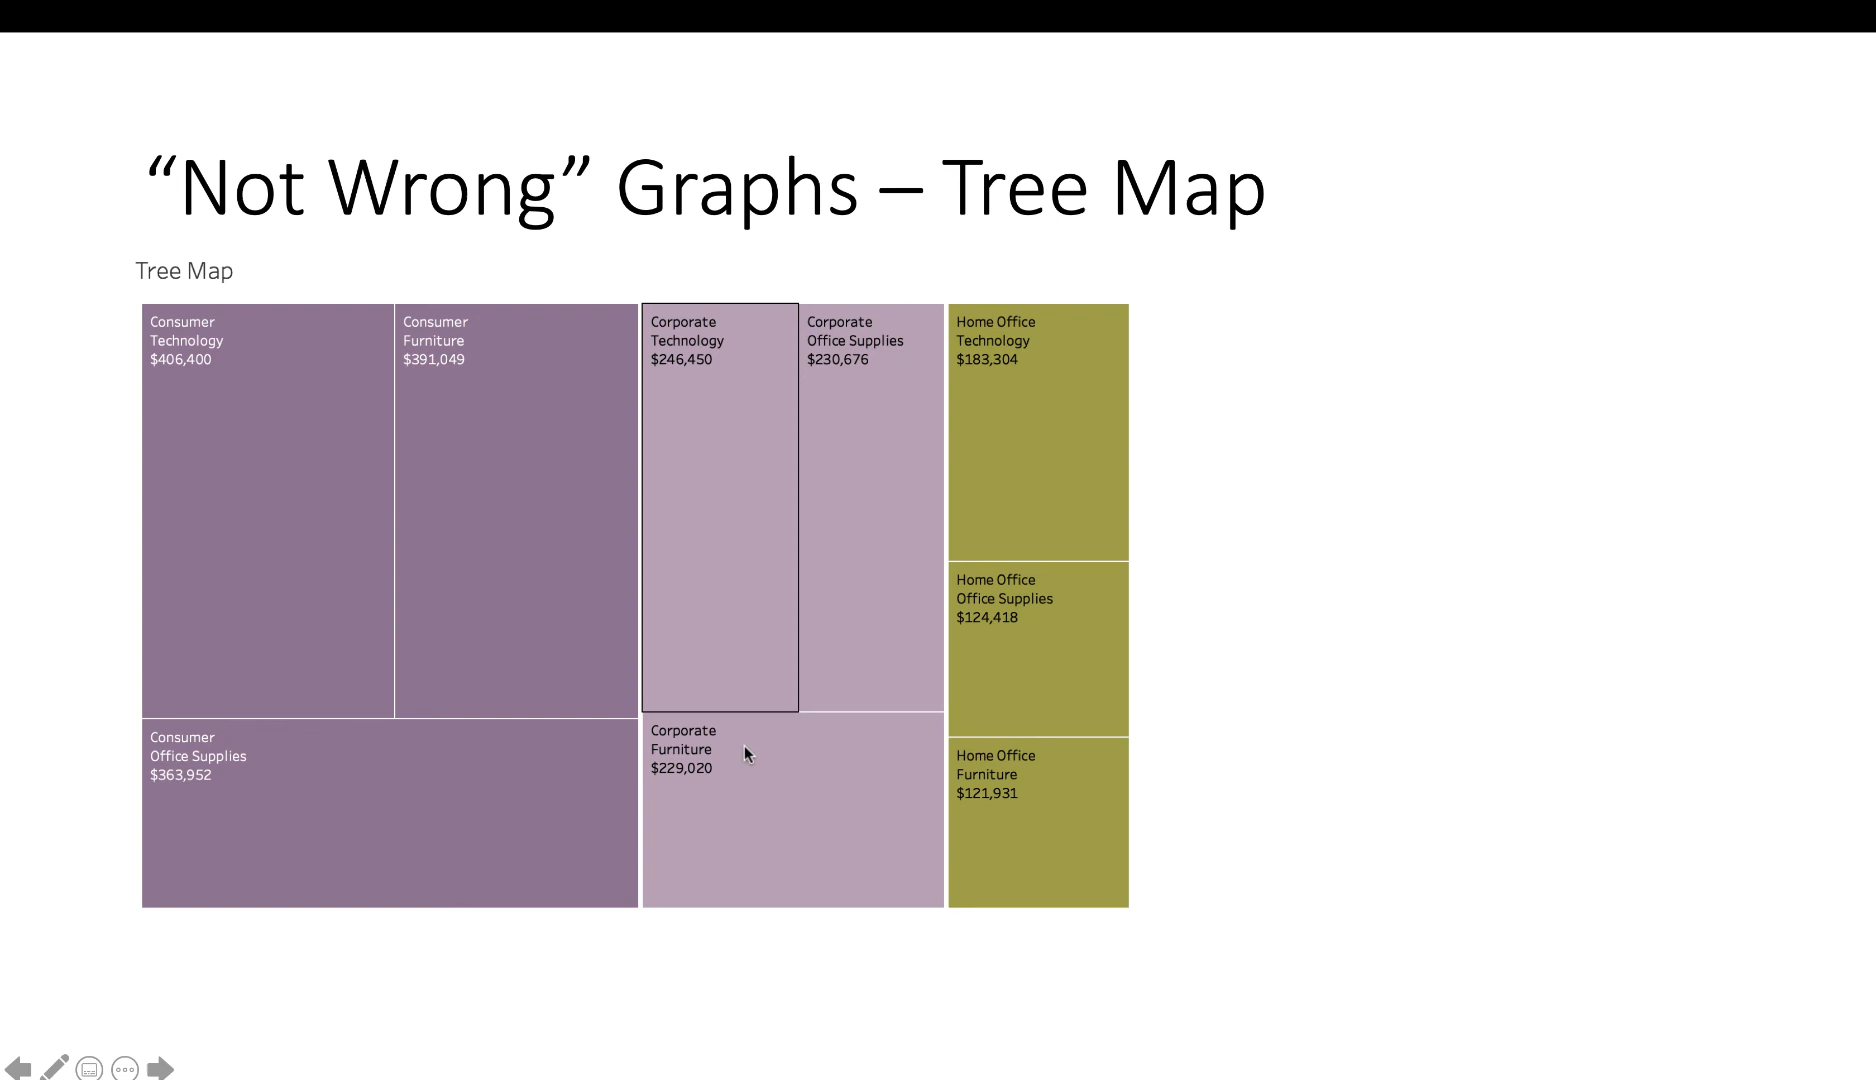 “Not Wrong” Graphs – Tree Map
Tree Map
Consumer
Technology
$406,400
Consumer
Furniture
$391,049
Consumer
Office Supplies
$363,952
Corporate
Technology
$246,450
Corporate
Office Supplies
$230,676
Corporate
Furniture
$229,020
Home Office
Technology
$183,304
Home Office
Office Supplies
$124,418
Home Office
Furniture
$121,931